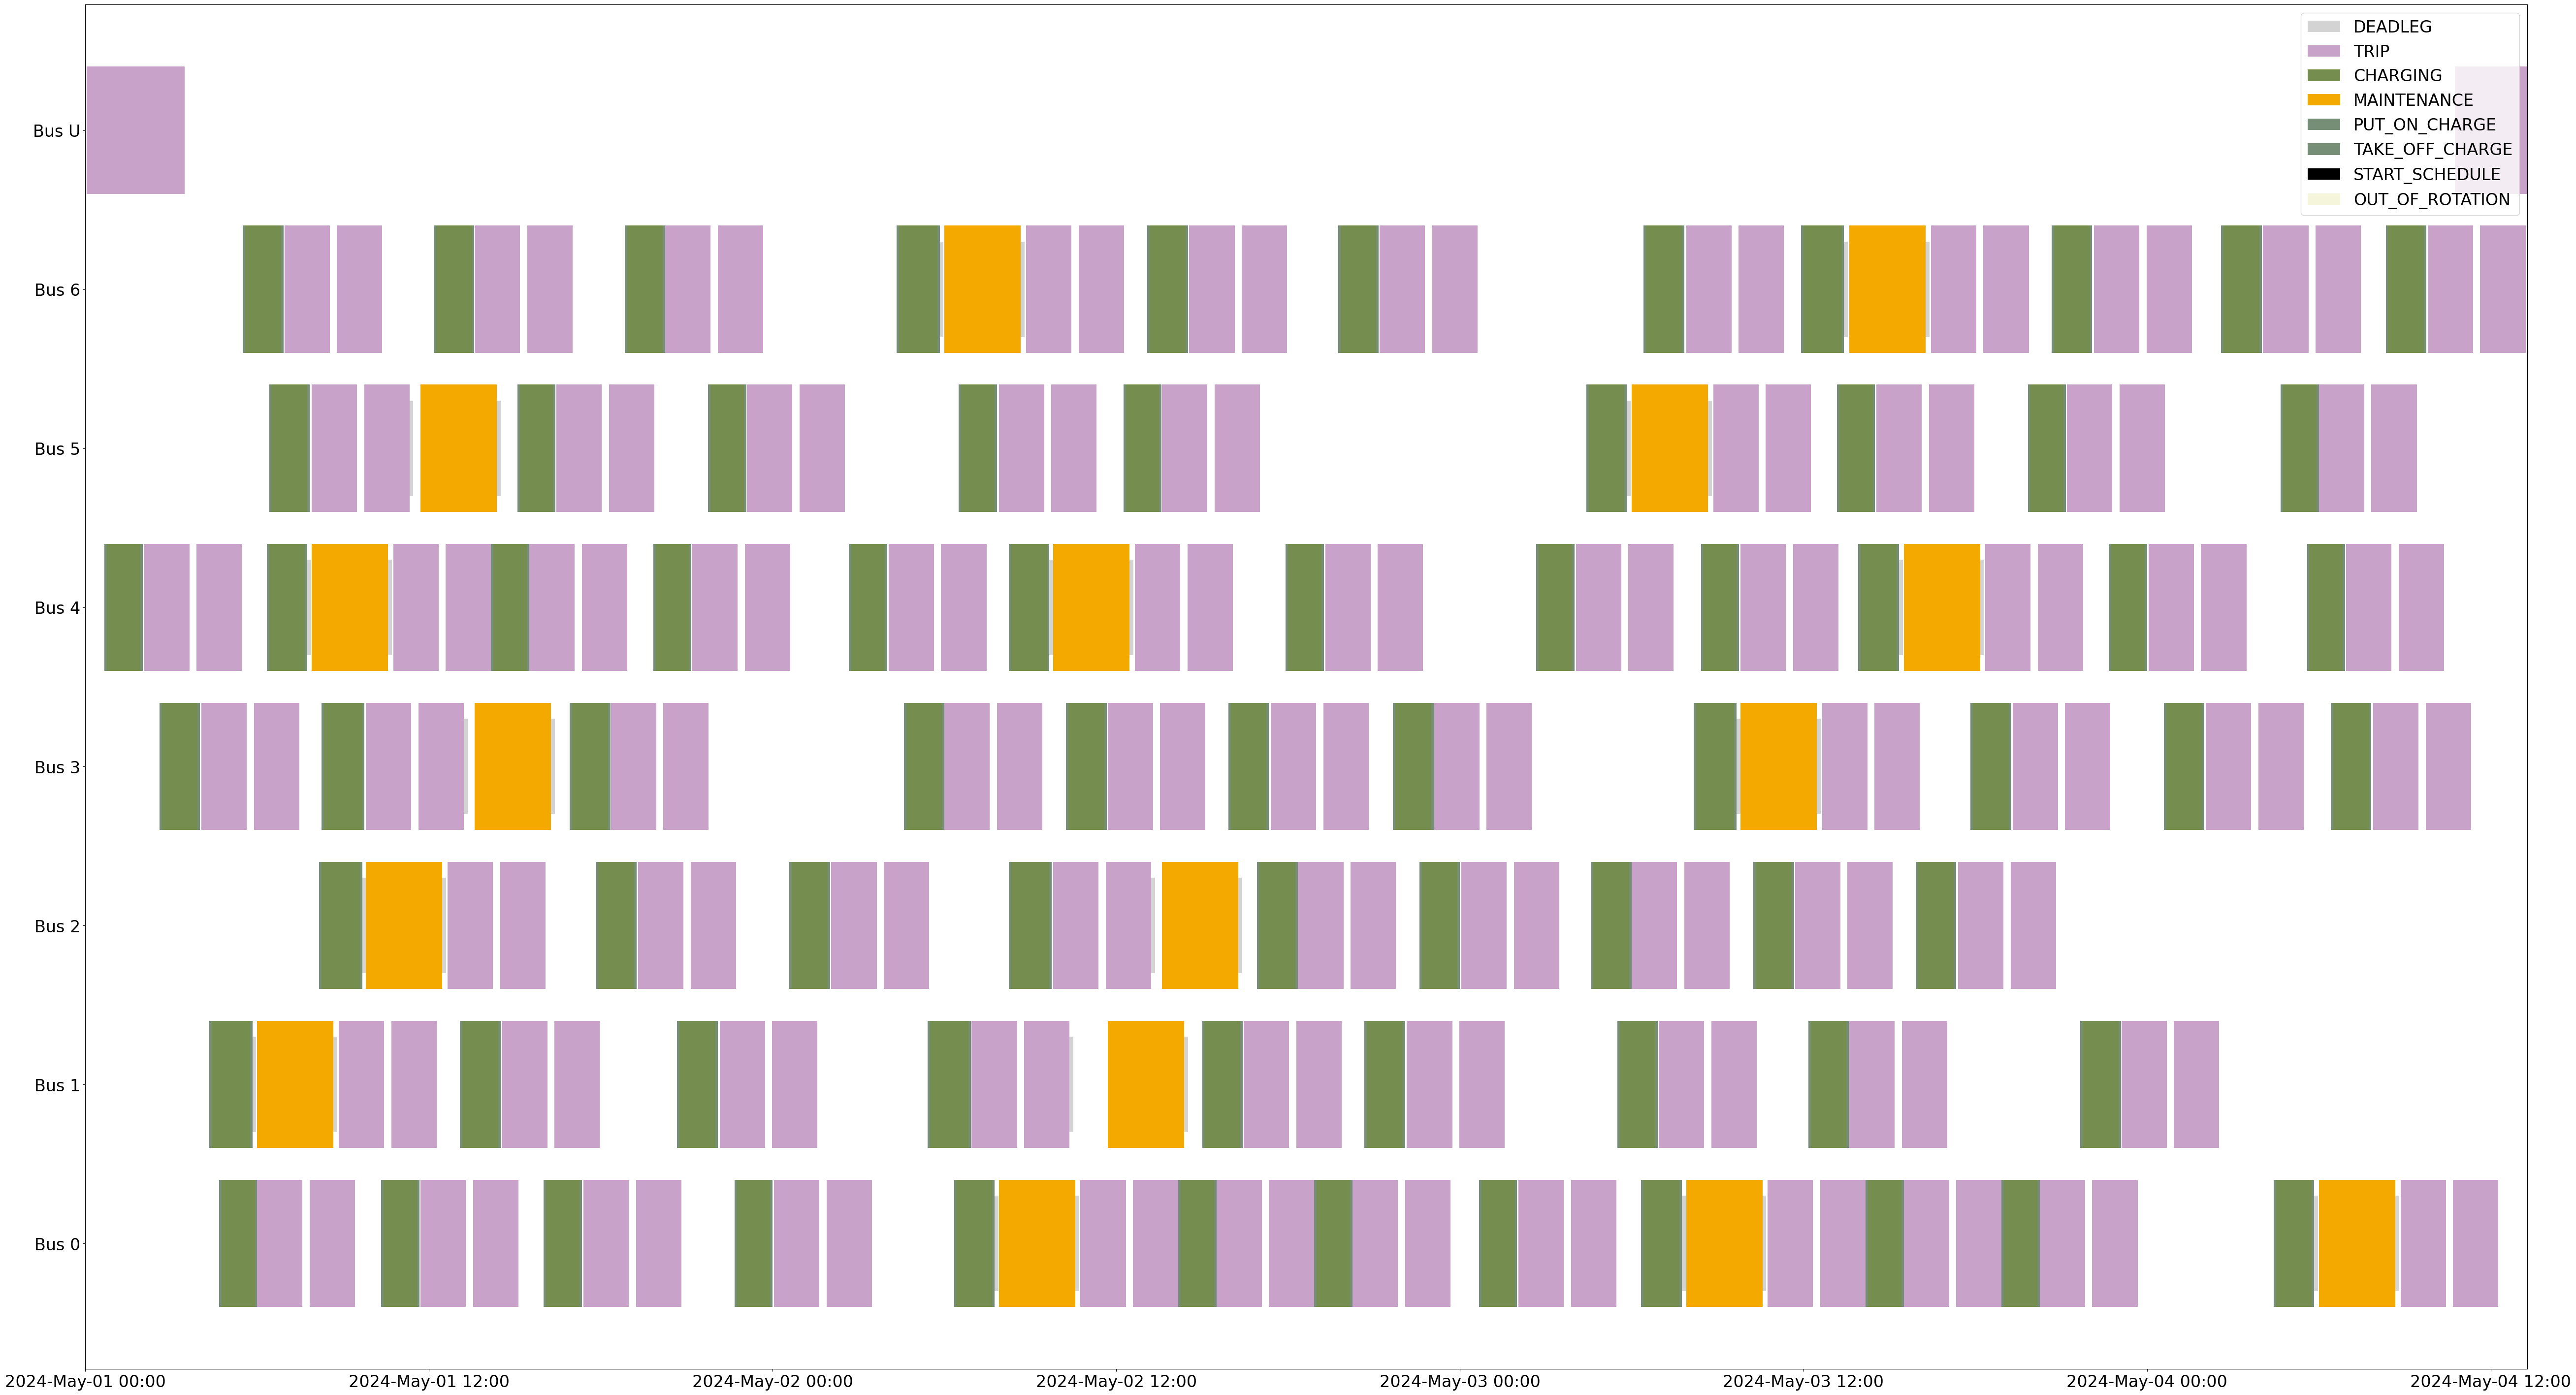 DEADLEG
TRIP
CHARGING
MAINTENANCE
PUT_ON_CHARGE
TAKE_OFF_CHARGE
START_SCHEDULE
OUT_OF_ROTATION
Bus U
Bus 6
Bus 5
Bus 4
Bus 3
Bus 2
Bus 1
Bus 0
2024-May-01 00:00
2024-May-01 12:00
2024-May-02 00:00
2024-May-02 12:00
2024-May-03 00:00
2024-May-03 12:00
2024-May-04 00:00
2024-May-04 12:00